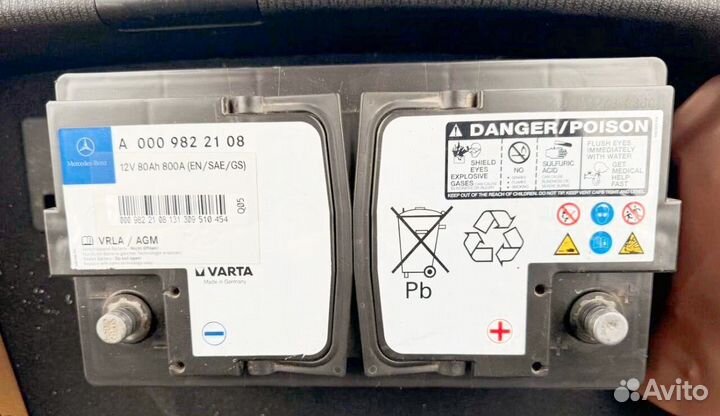 Mercedes-Benz
A 000 982 21 08
12V 80Ah 800A (EN/SAE/GS)
000 982 21 08 131 309 510 454
Q05
VRLA / AGM
VARTA
Made in Germany
DANGER/POISON
SHIELD
EYES
EXPLOSIVE
GASES
NO
SULFURIC
ACID
FLUSH EYES
IMMEDIATELY
WITH WATER
GET
MEDICAL
HELP
FAST
KEEP OUT OF THE REACH OF CHILDREN. DO NOT TIP. KEEP VENT CAPS TIGHT AND LEVEL
Pb
Avito